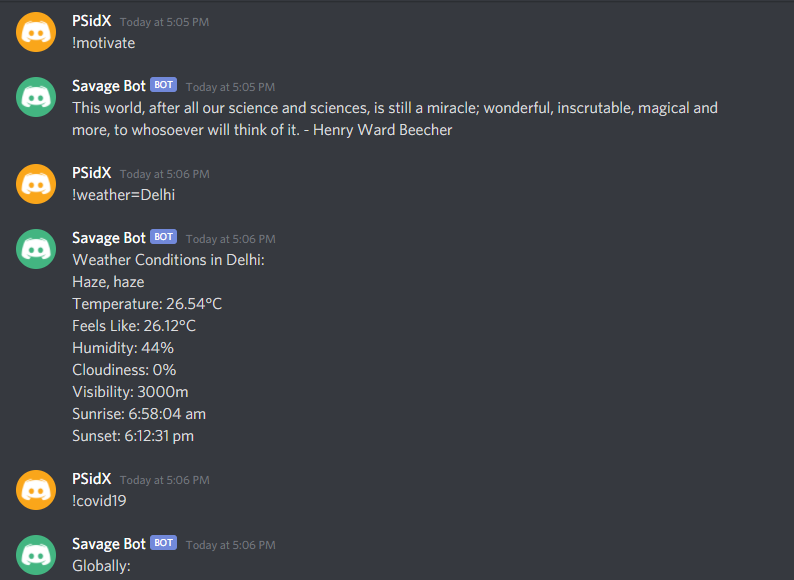 PSidX Today at 5:05 PM
!motivate
Savage Bot BOT Today at 5:05 PM
This world, after all our science and sciences, is still a miracle; wonderful, inscrutable, magical and
more, to whosoever will think of it. - Henry Ward Beecher
PSidX Today at 5:06 PM
!weather=Delhi
Savage Bot BOT Today at 5:06 PM
Weather Conditions in Delhi:
Haze, haze
Temperature: 26.54°C
Feels Like: 26.12°C
Humidity: 44%
Cloudiness: 0%
Visibility: 3000m
Sunrise: 6:58:04 am
Sunset: 6:12:31 pm
PSidX Today at 5:06 PM
!covid19
Savage Bot BOT Today at 5:06 PM
Globally: